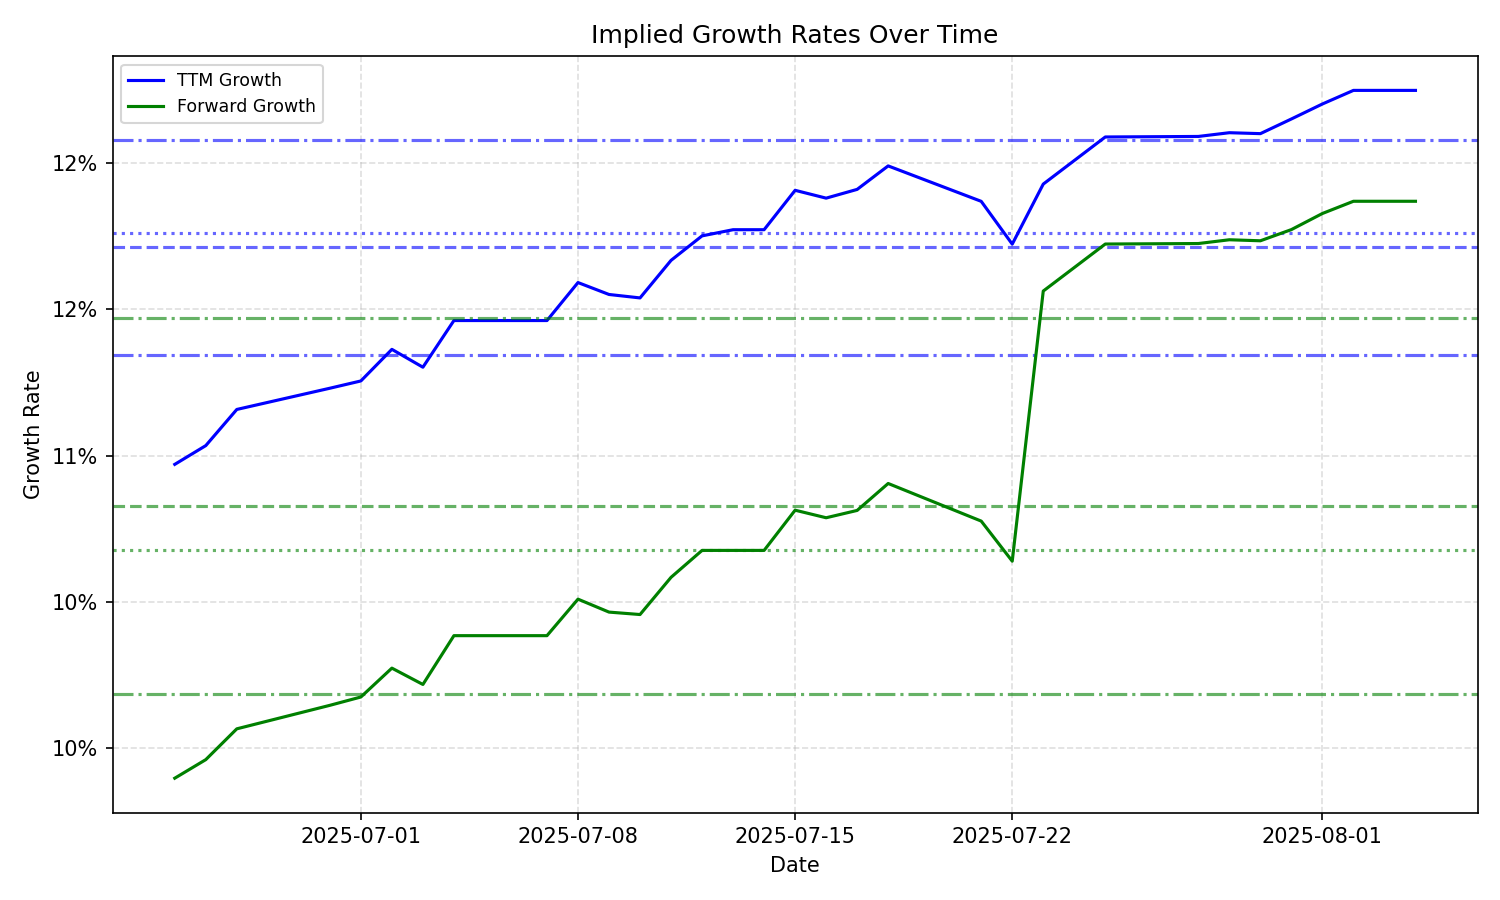 Implied Growth Rates Over Time
TTM Growth
Forward Growth
12%
12%
11%
10%
10%
Growth Rate
2025-07-01
2025-07-08
2025-07-15
2025-07-22
2025-08-01
Date